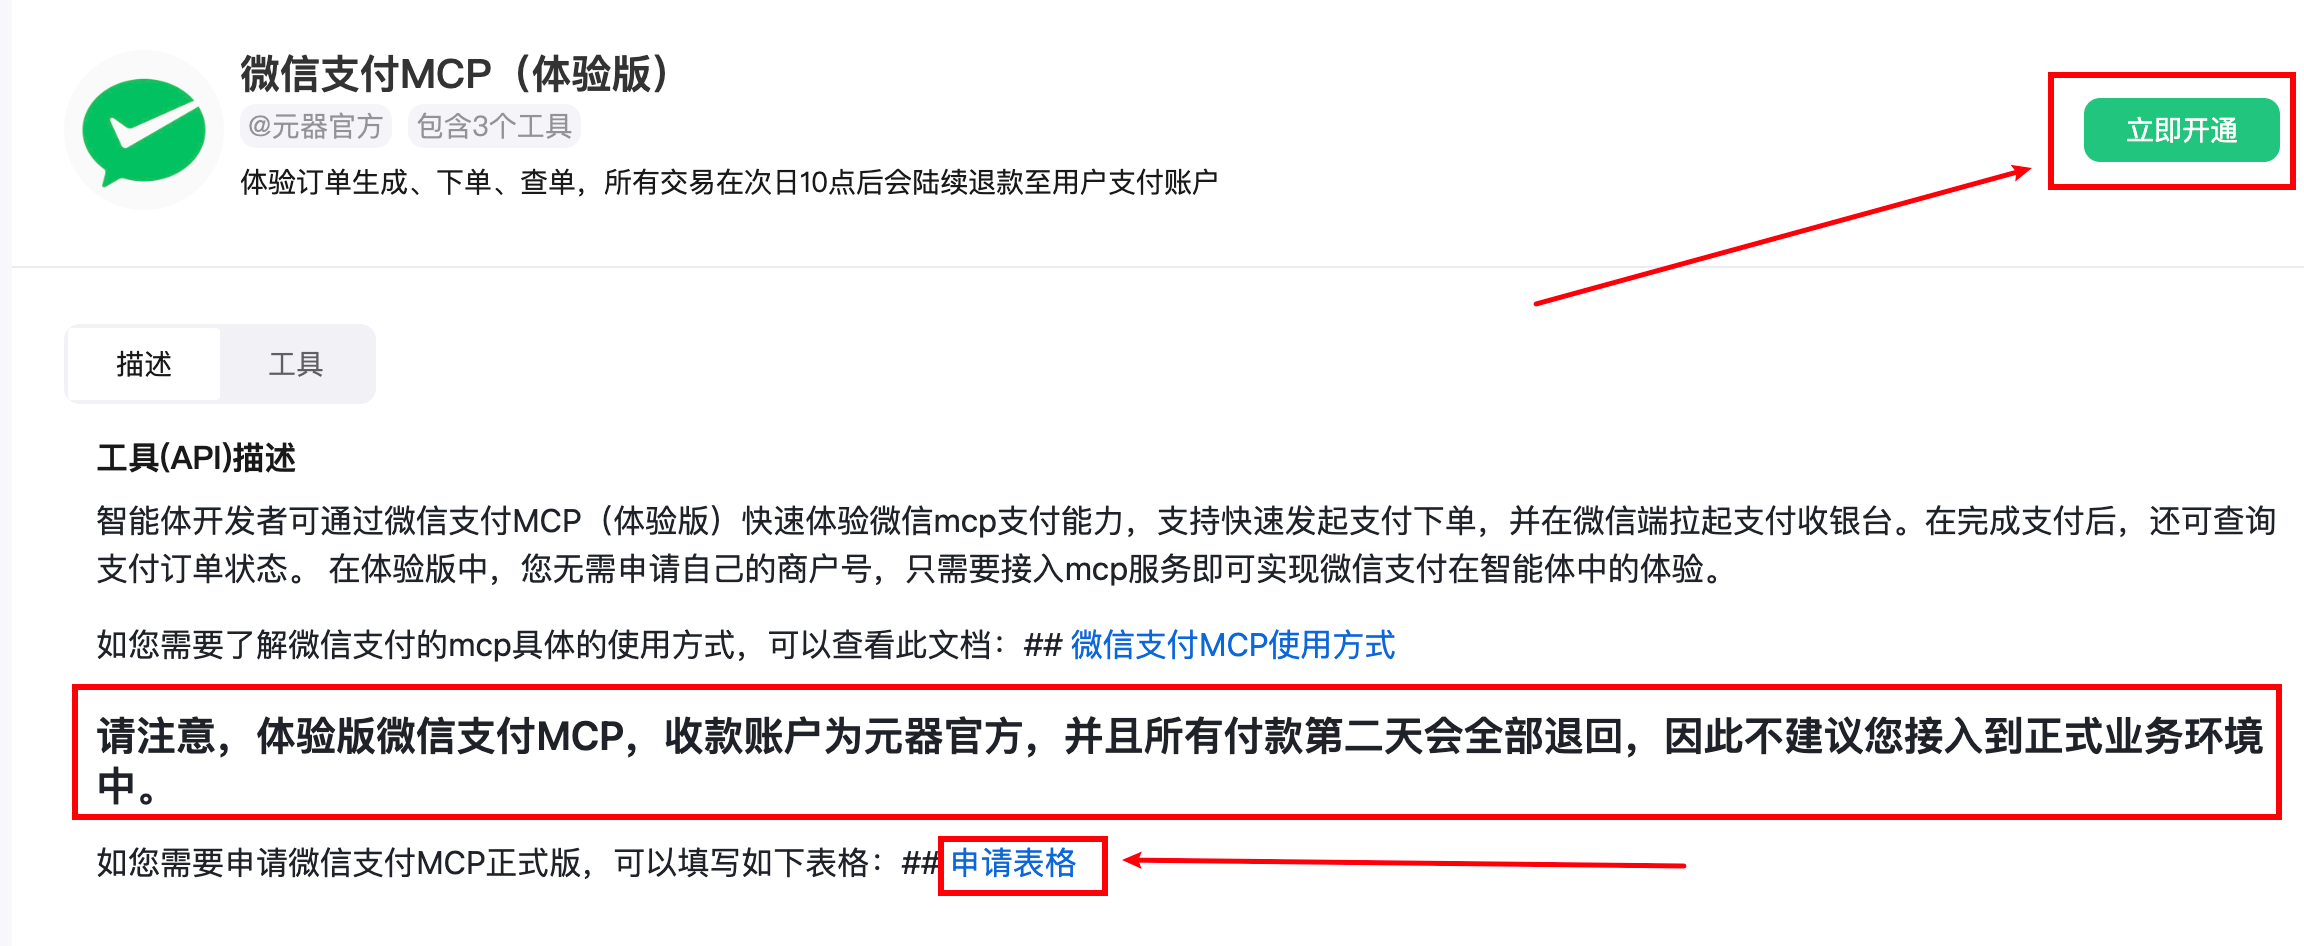 微信支付MCP（体验版）
@元器官方 包含3个工具
体验订单生成、下单、查单，所有交易在次日10点后会陆续退款至用户支付账户
立即开通
描述 工具
工具(API)描述
智能体开发者可通过微信支付MCP（体验版）快速体验微信mcp支付能力，支持快速发起支付下单，并在微信端拉起支付收银台。在完成支付后，还可查询
支付订单状态。 在体验版中，您无需申请自己的商户号，只需要接入mcp服务即可实现微信支付在智能体中的体验。
如您需要了解微信支付的mcp具体的使用方式，可以查看此文档：## 微信支付MCP使用方式
请注意，体验版微信支付MCP，收款账户为元器官方，并且所有付款第二天会全部退回，因此不建议您接入到正式业务环境
中。
如您需要申请微信支付MCP正式版，可以填写如下表格：## 申请表格